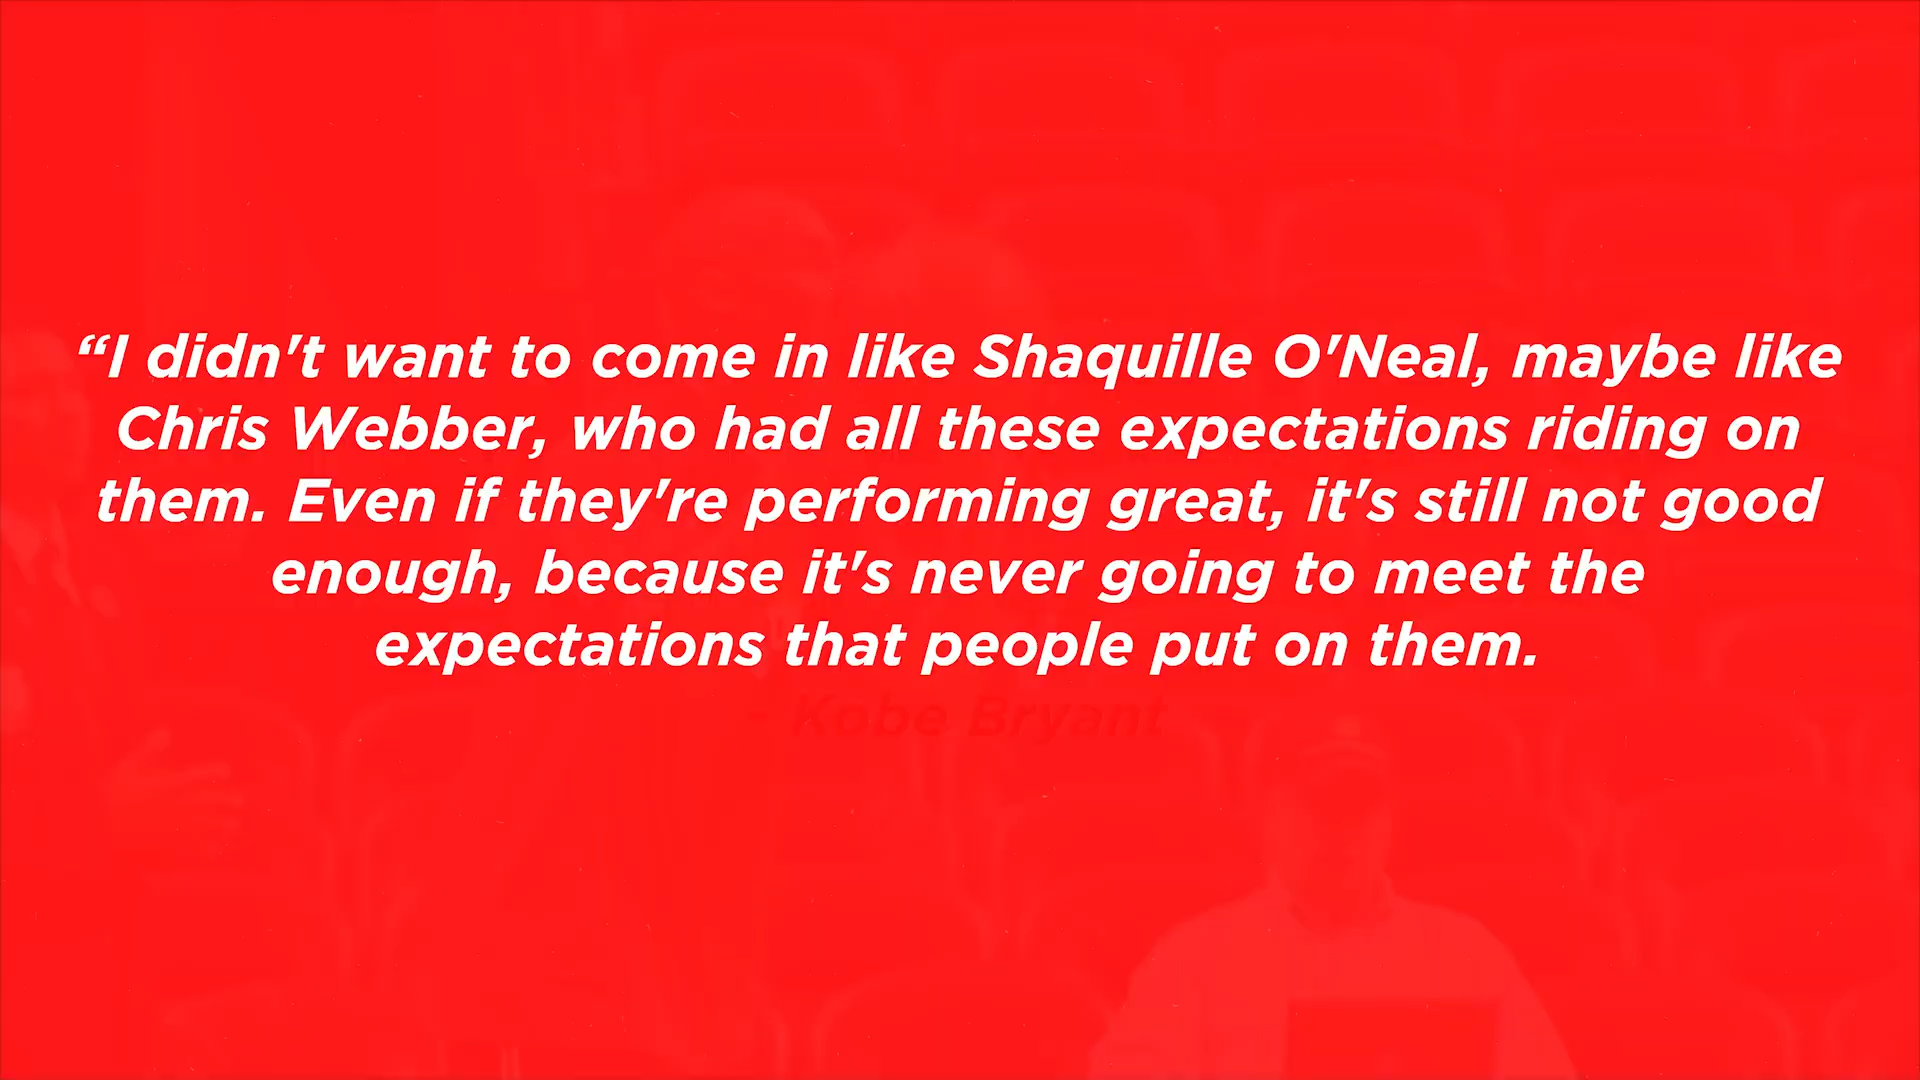 “I didn't want to come in like Shaquille O'Neal, maybe like
Chris Webber, who had all these expectations riding on
them. Even if they're performing great, it's still not good
enough, because it's never going to meet the
expectations that people put on them.
- Kobe Bryant